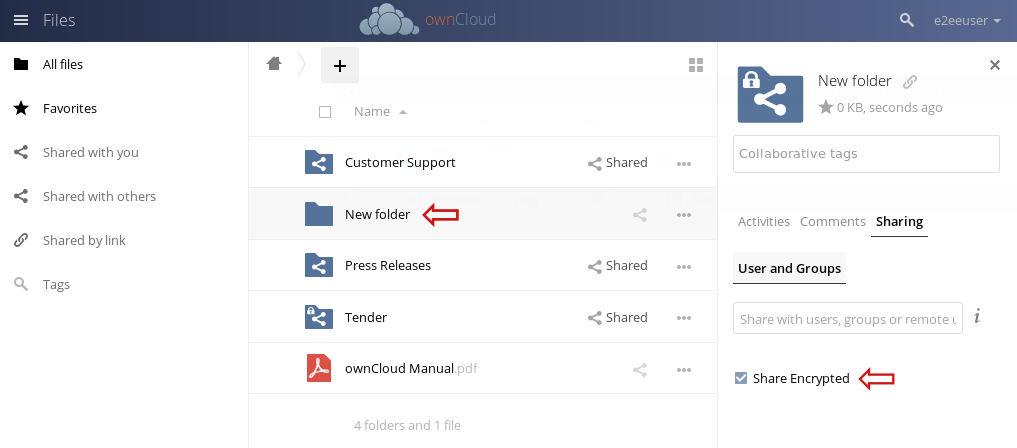 Files
ownCloud
e2eeuser
All files
Favorites
Shared with you
Shared with others
Shared by link
Tags
Name
Customer Support Shared
New folder
Press Releases Shared
Tender Shared
ownCloud Manual.pdf
4 folders and 1 file
New folder
0 KB, seconds ago
Collaborative tags
Activities Comments Sharing
User and Groups
Share with users, groups or remote u
i
Share Encrypted